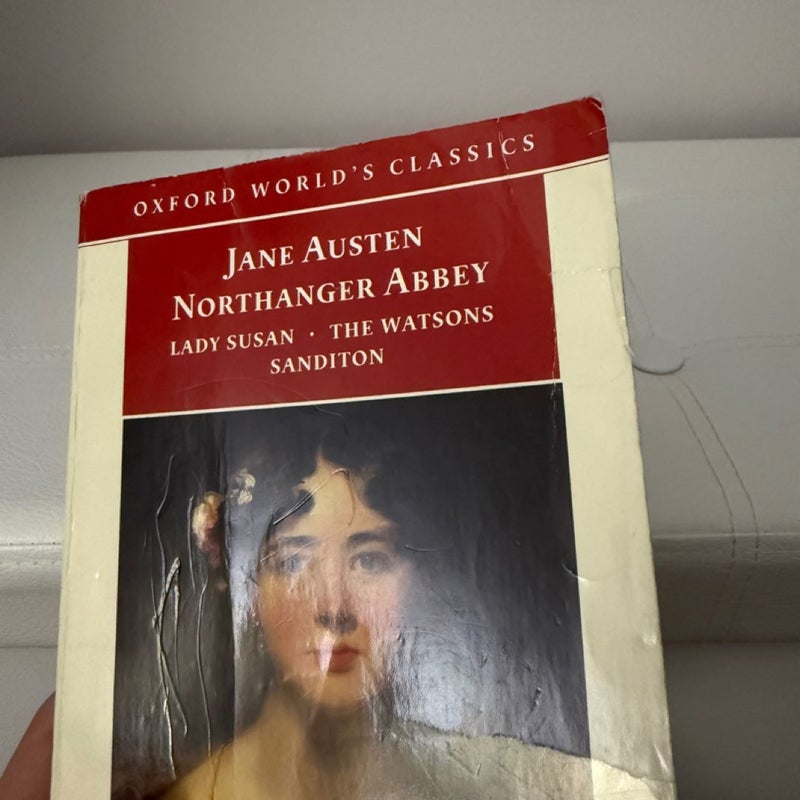 OXFORD WORLD'S CLASSICS
JANE AUSTEN
NORTHANGER ABBEY
LADY SUSAN · THE WATSONS
SANDITON